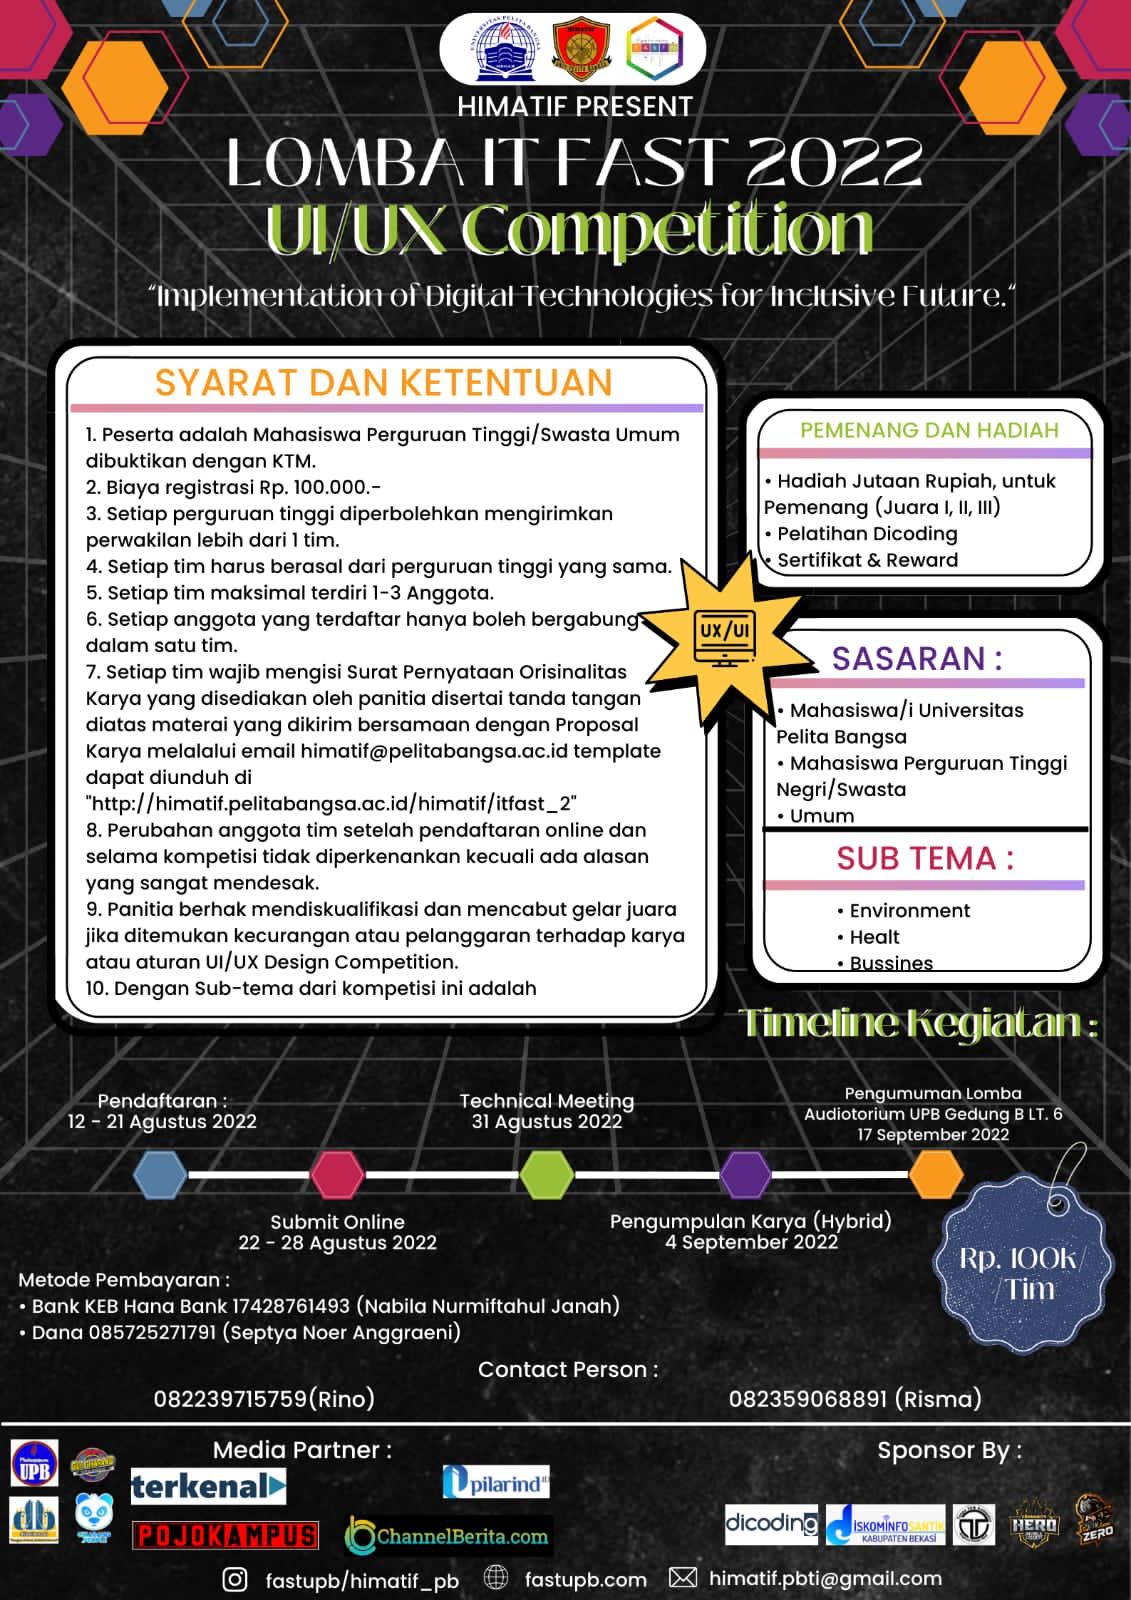 UNIVERSITAS PELITA BANGSA
HIMATIF PRESENT
LOMBA IT FAST 2022
UI/UX Competition
“Implementation of Digital Technologies for Inclusive Future.“
SYARAT DAN KETENTUAN
1. Peserta adalah Mahasiswa Perguruan Tinggi/Swasta Umum
dibuktikan dengan KTM.
2. Biaya registrasi Rp. 100.000.-
3. Setiap perguruan tinggi diperbolehkan mengirimkan
perwakilan lebih dari 1 tim.
4. Setiap tim harus berasal dari perguruan tinggi yang sama.
5. Setiap tim maksimal terdiri 1-3 Anggota.
6. Setiap anggota yang terdaftar hanya boleh bergabung
dalam satu tim.
7. Setiap tim wajib mengisi Surat Pernyataan Orisinalitas
Karya yang disediakan oleh panitia disertai tanda tangan
diatas materai yang dikirim bersamaan dengan Proposal
Karya melalalui email himatif@pelitabangsa.ac.id template
dapat diunduh di
"http://himatif.pelitabangsa.ac.id/himatif/itfast_2"
8. Perubahan anggota tim setelah pendaftaran online dan
selama kompetisi tidak diperkenankan kecuali ada alasan
yang sangat mendesak.
9. Panitia berhak mendiskualifikasi dan mencabut gelar juara
jika ditemukan kecurangan atau pelanggaran terhadap karya
atau aturan UI/UX Design Competition.
10. Dengan Sub-tema dari kompetisi ini adalah
PEMENANG DAN HADIAH
• Hadiah Jutaan Rupiah, untuk
Pemenang (Juara I, II, III)
• Pelatihan Dicoding
• Sertifikat & Reward
UX/UI
SASARAN :
• Mahasiswa/i Universitas
Pelita Bangsa
• Mahasiswa Perguruan Tinggi
Negri/Swasta
• Umum
SUB TEMA :
• Environment
• Healt
• Bussines
Timeline Kegiatan :
Pendaftaran :
12 - 21 Agustus 2022
Technical Meeting
31 Agustus 2022
Pengumuman Lomba
Audiotorium UPB Gedung B LT. 6
17 September 2022
Submit Online
22 - 28 Agustus 2022
Pengumpulan Karya (Hybrid)
4 September 2022
Rp. 100k/
/Tim
Metode Pembayaran :
• Bank KEB Hana Bank 17428761493 (Nabila Nurmiftahul Janah)
• Dana 085725271791 (Septya Noer Anggraeni)
Contact Person :
082239715759(Rino)
082359068891 (Risma)
Media Partner :
Sponsor By :
UPB
terkenal
pilarind
POJOKAMPUS
ChannelBerita.com
dicoding
DISKOMINFOSANTIK
KABUPATEN BEKASI
HERO
ZERO
fastupb/himatif_pb
fastupb.com
himatif.pbti@gmail.com